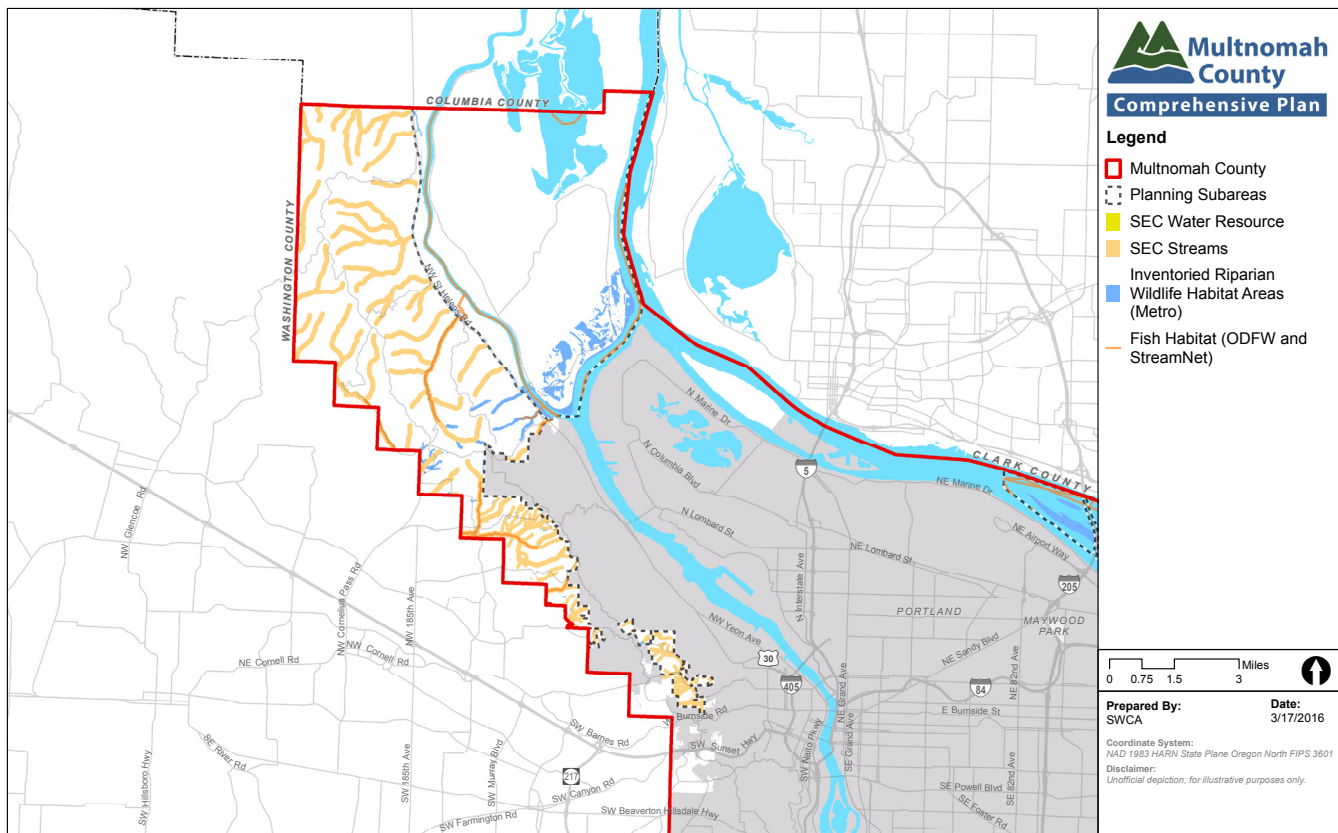 COLUMBIA COUNTY
WASHINGTON COUNTY
NW St Helens Rd
N Marine Dr
N Columbia Blvd
5
CLARK COUNTY
NE Marine Dr
NE Airport Way
N Lombard St
NE Lombard St
205
N Interstate Ave
PORTLAND
MAYWOOD
PARK
NW Glencoe Rd
NW Cornelius Pass Rd
NW 185th Ave
NW Yeon Ave
NE Sandy Blvd
NE 82nd Ave
30
405
84
NE Cornell Rd
NW Cornell Rd
W Burnside Rd
NE Grand Ave
E Burnside St
SW Barnes Rd
SW Sunset Hwy
SW Naito Pkwy
SE Grand Ave
SE River Rd
SW Hillsboro Hwy
SW 185th Ave
SW Murray Blvd
217
SW Canyon Rd
SE Powell Blvd
SE 82nd Ave
SE Foster Rd
SW Farmington Rd
SW Beaverton Hillsdale Hwy
Multnomah
County
Comprehensive Plan
Legend
Multnomah County
Planning Subareas
SEC Water Resource
SEC Streams
Inventoried Riparian
Wildlife Habitat Areas
(Metro)
Fish Habitat (ODFW and
StreamNet)
Miles
0 0.75 1.5 3
Prepared By: Date:
SWCA 3/17/2016
Coordinate System:
NAD 1983 HARN State Plane Oregon North FIPS 3601
Disclaimer:
Unofficial depiction; for illustrative purposes only.